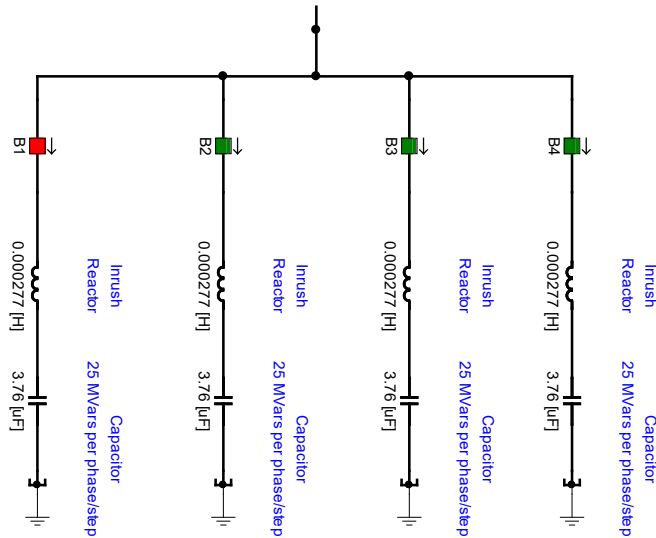 B1
B2
B3
B4
0.000277 [H]
Inrush
Reactor
0.000277 [H]
Inrush
Reactor
0.000277 [H]
Inrush
Reactor
0.000277 [H]
Inrush
Reactor
3.76 [uF]
Capacitor
25 MVars per phase/step
3.76 [uF]
Capacitor
25 MVars per phase/step
3.76 [uF]
Capacitor
25 MVars per phase/step
3.76 [uF]
Capacitor
25 MVars per phase/step